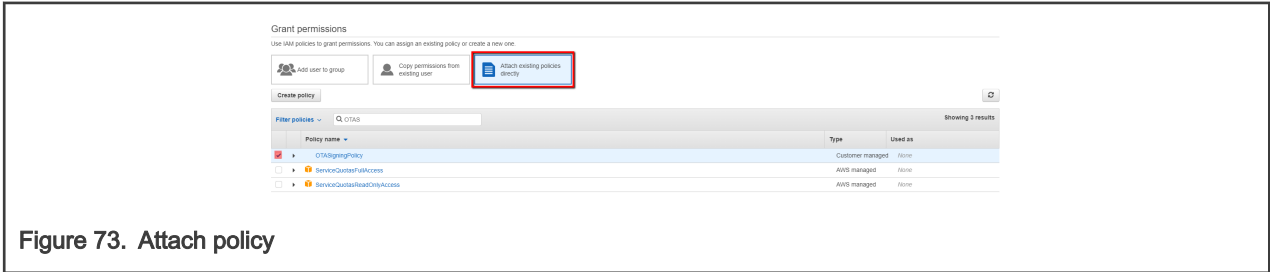 Grant permissions
Use IAM policies to grant permissions. You can assign an existing policy or create a new one.
Add user to group
Copy permissions from
existing user
Attach existing policies
directly
Create policy
Filter policies
OTAS
Showing 3 results
Policy name Type Used as
OTASigningPolicy Customer managed None
ServiceQuotasFullAccess AWS managed None
ServiceQuotasReadOnlyAccess AWS managed None
Figure 73. Attach policy